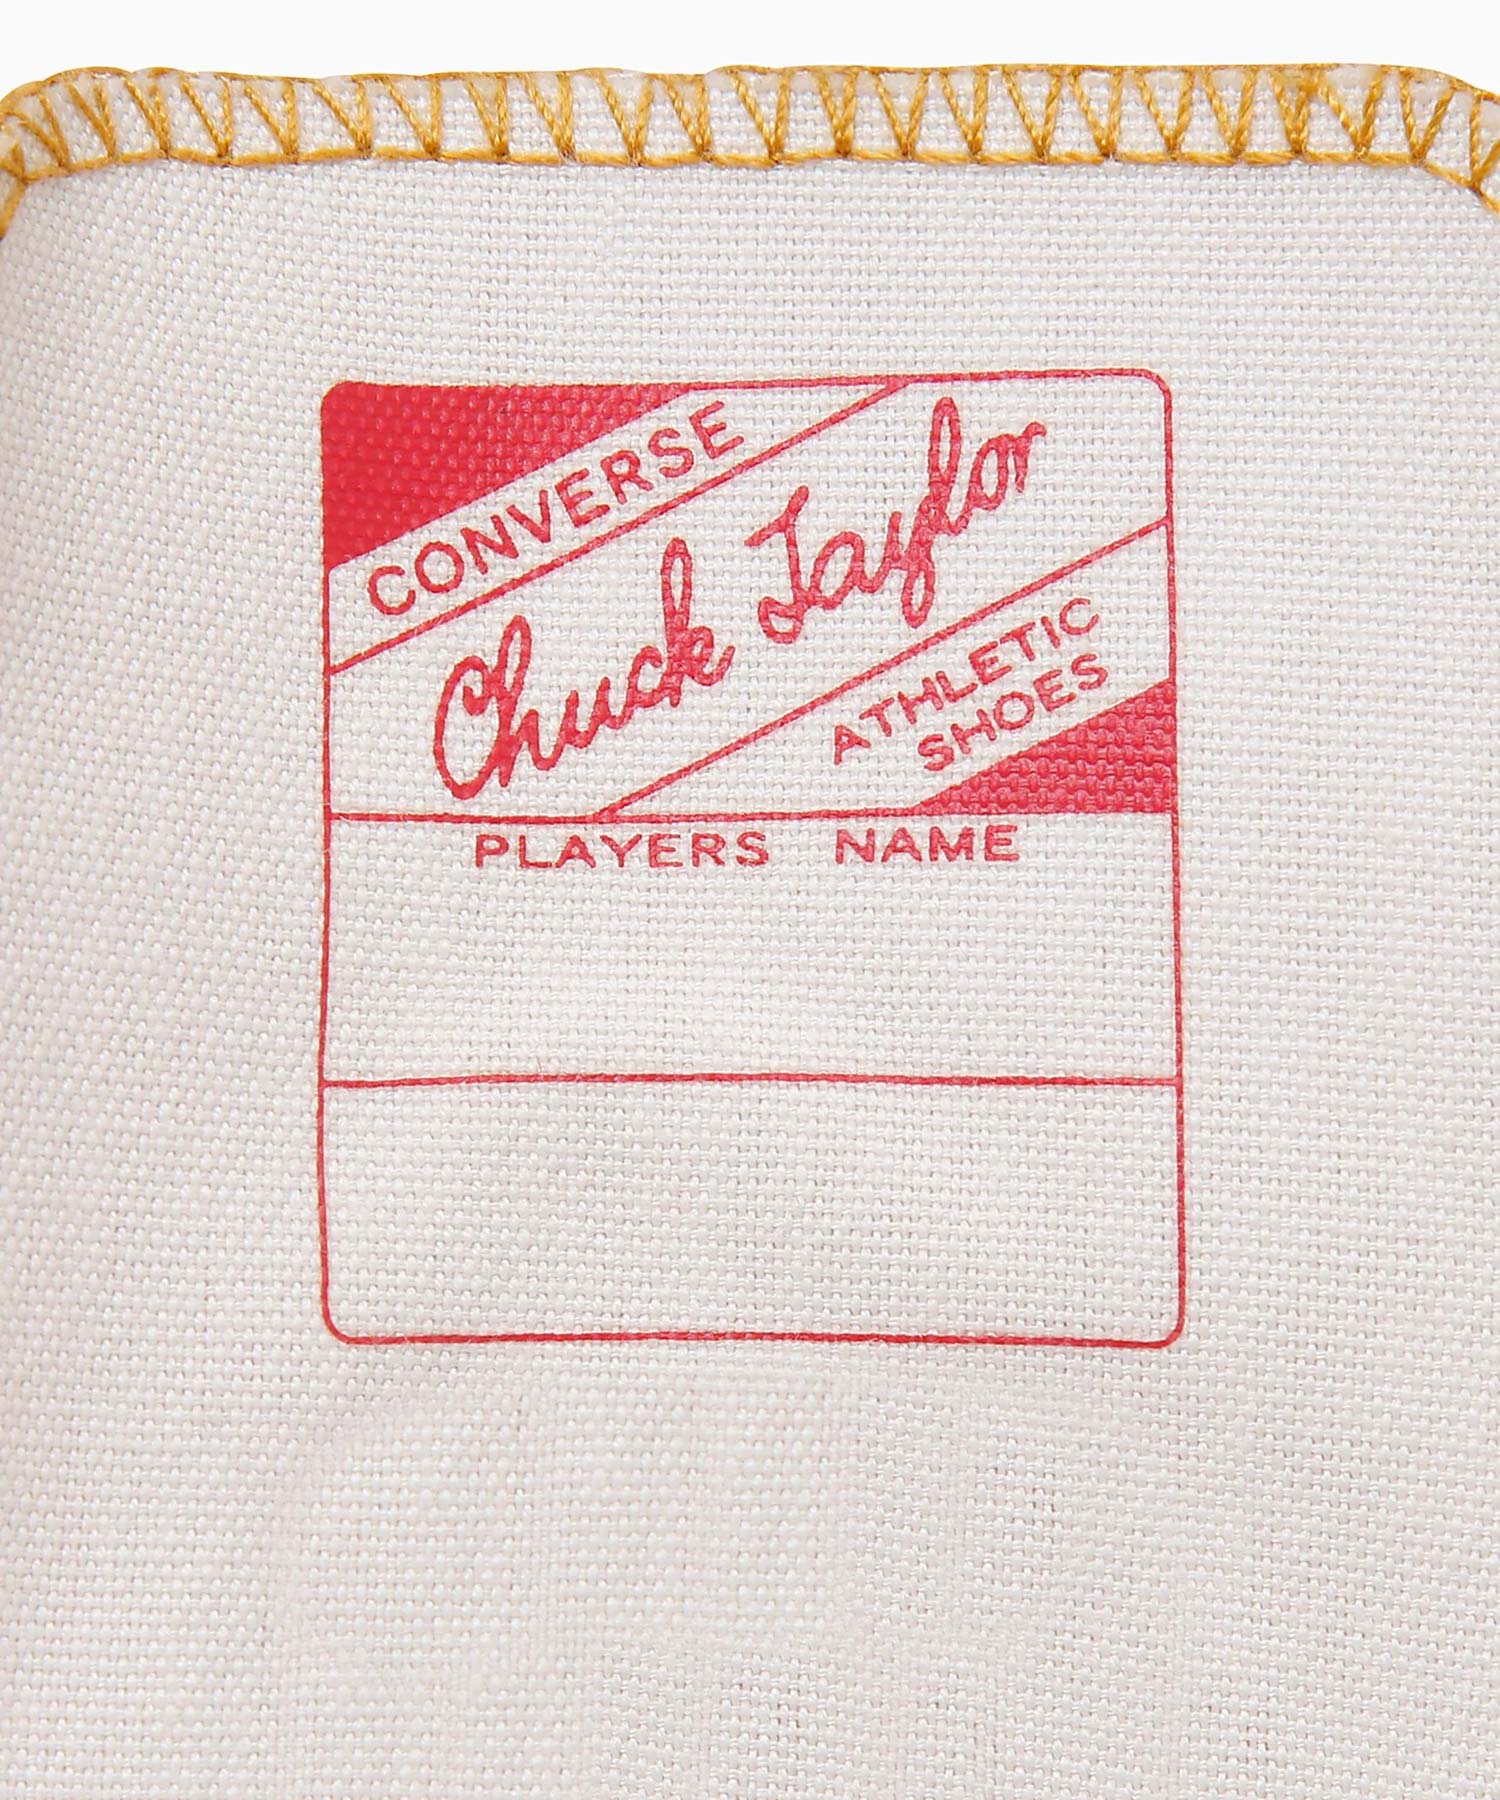 CONVERSE
Chuck Taylor
ATHLETIC
SHOES
PLAYERS NAME